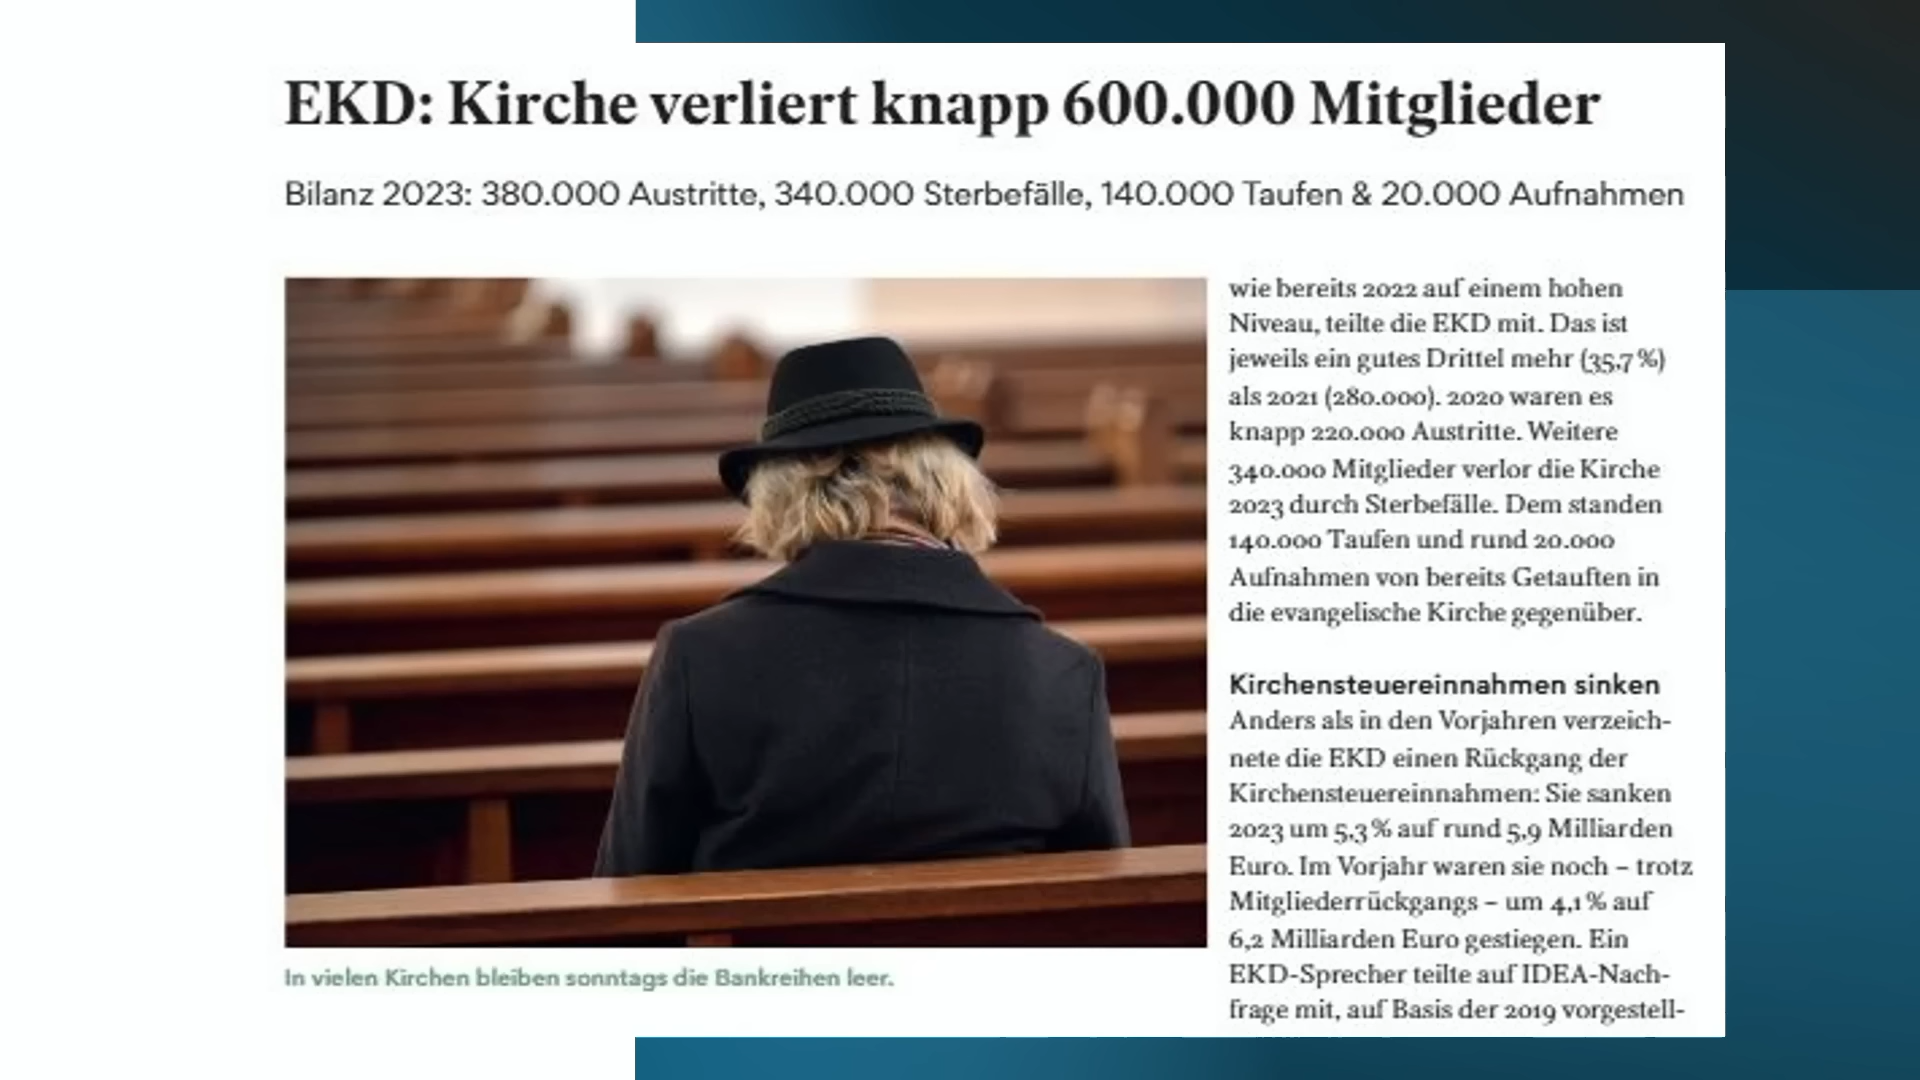 EKD: Kirche verliert knapp 600.000 Mitglieder
Bilanz 2023: 380.000 Austritte, 340.000 Sterbefälle, 140.000 Taufen & 20.000 Aufnahmen
In vielen Kirchen bleiben sonntags die Bankreihen leer.
wie bereits 2022 auf einem hohen
Niveau, teilte die EKD mit. Das ist
jeweils ein gutes Drittel mehr (35,7 %)
als 2021 (280.000). 2020 waren es
knapp 220.000 Austritte. Weitere
340.000 Mitglieder verlor die Kirche
2023 durch Sterbefälle. Dem standen
140.000 Taufen und rund 20.000
Aufnahmen von bereits Getauften in
die evangelische Kirche gegenüber.
Kirchensteuereinnahmen sinken
Anders als in den Vorjahren verzeich-
nete die EKD einen Rückgang der
Kirchensteuereinnahmen: Sie sanken
2023 um 5,3 % auf rund 5,9 Milliarden
Euro. Im Vorjahr waren sie noch – trotz
Mitgliederrückgangs – um 4,1 % auf
6,2 Milliarden Euro gestiegen. Ein
EKD-Sprecher teilte auf IDEA-Nach-
frage mit, auf Basis der 2019 vorgestell-